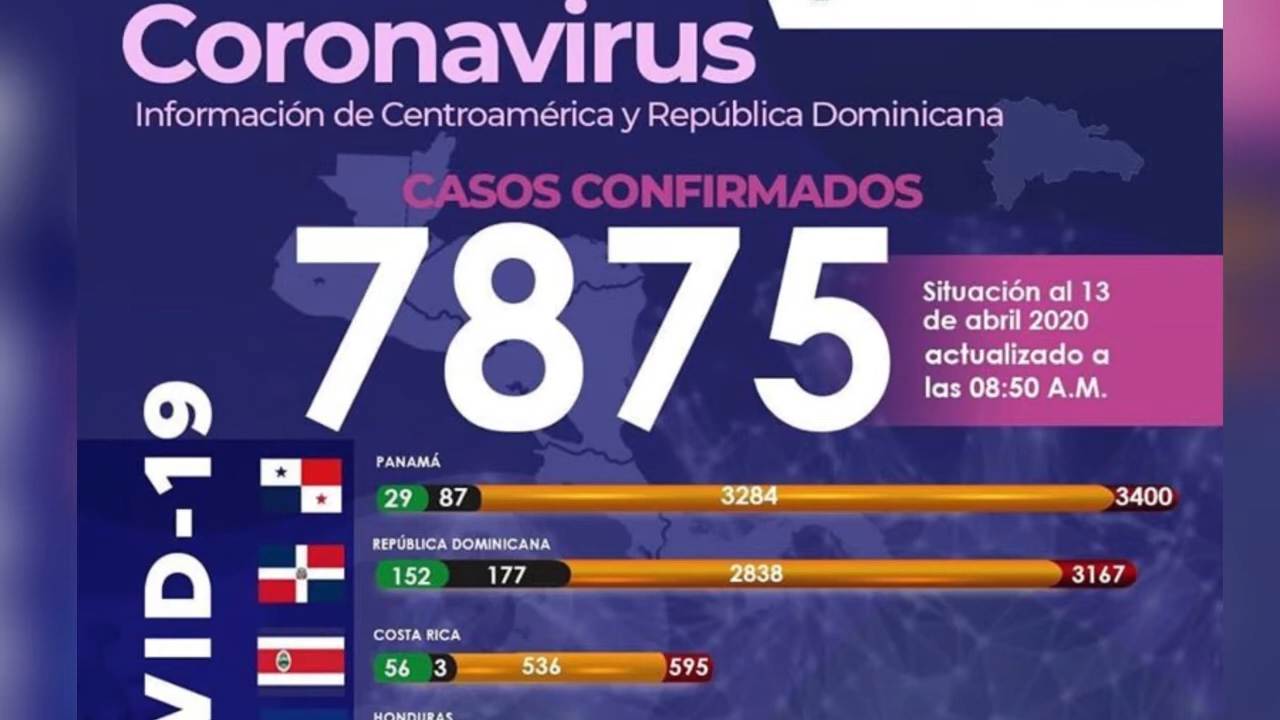 Coronavirus
Información de Centroamérica y República Dominicana
CASOS CONFIRMADOS
7875
Situación al 13
de abril 2020
actualizado a
las 08:50 A.M.
VID-19
PANAMÁ
29 87 3284 3400
REPÚBLICA DOMINICANA
152 177 2838 3167
COSTA RICA
56 3 536 595
HONDURAS